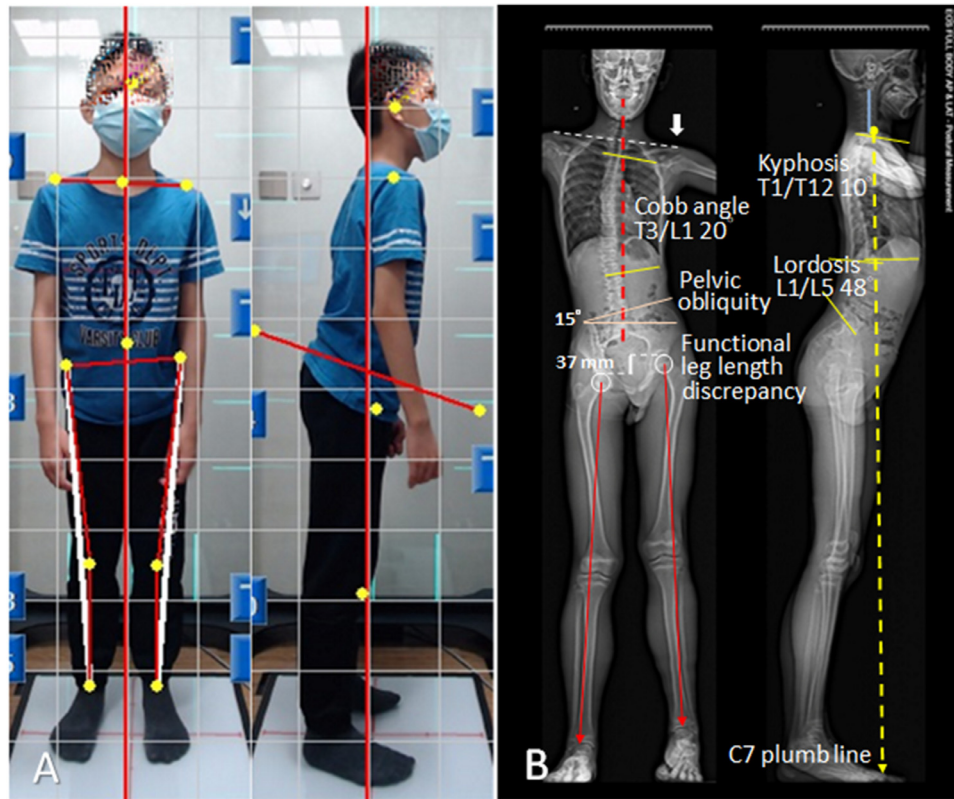 SPORTS DEPT
VARSITY CLUB
A
EOS FULL BODY AP & LAT - Postural Measurement
Kyphosis
T1/T12 10°
Cobb angle
T3/L1 20°
Lordosis
L1/L5 48°
Pelvic
obliquity
15°
37 mm
Functional
leg length
discrepancy
C7 plumb line
B